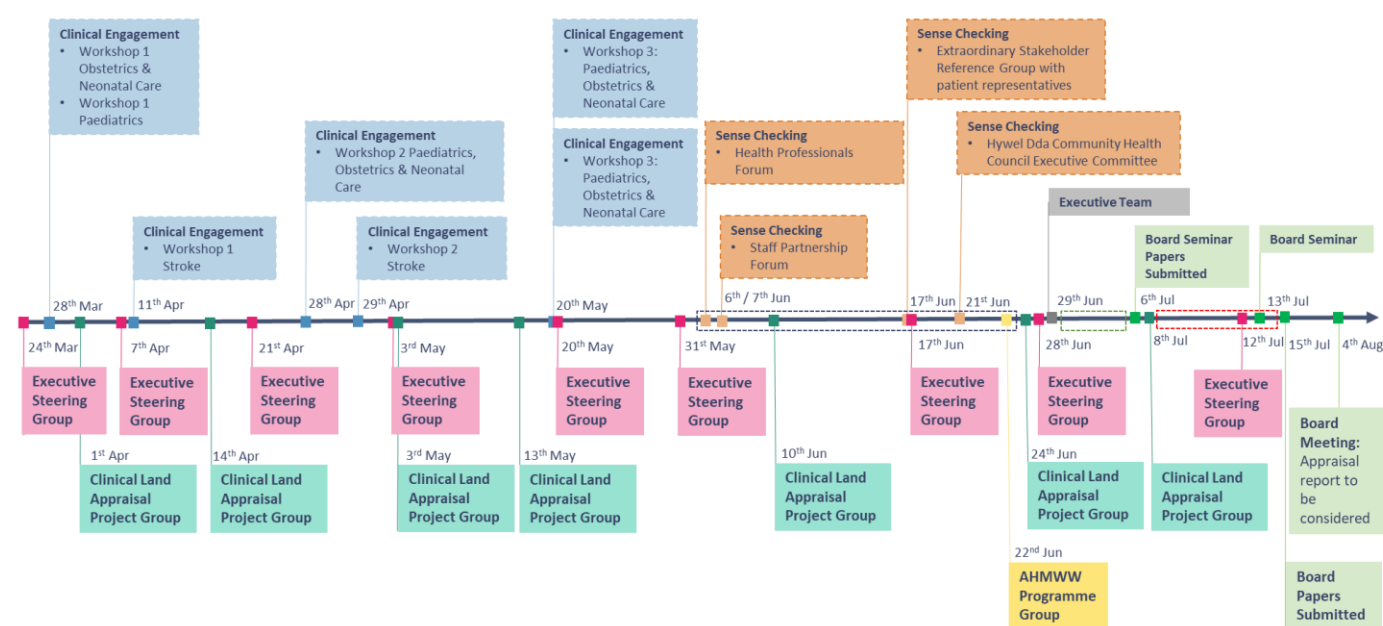 Clinical Engagement
• Workshop 1
Obstetrics &
Neonatal Care
• Workshop 1
Paediatrics
Clinical Engagement
• Workshop 1
Stroke
Clinical Engagement
• Workshop 2 Paediatrics,
Obstetrics & Neonatal
Care
Clinical Engagement
• Workshop 2
Stroke
Clinical Engagement
• Workshop 3:
Paediatrics,
Obstetrics &
Neonatal Care
Clinical Engagement
• Workshop 3:
Paediatrics,
Obstetrics &
Neonatal Care
Sense Checking
• Health Professionals
Forum
Sense Checking
• Staff Partnership
Forum
Sense Checking
• Extraordinary Stakeholder
Reference Group with
patient representatives
Sense Checking
• Hywel Dda Community Health
Council Executive Committee
Executive Team
Board Seminar
Papers
Submitted
Board Seminar
28th Mar
11th Apr
28th Apr
29th Apr
20th May
6th / 7th Jun
17th Jun
21st Jun
29th Jun
6th Jul
13th Jul
24th Mar
7th Apr
21st Apr
3rd May
20th May
31st May
17th Jun
28th Jun
8th Jul
12th Jul
15th Jul
4th Aug
Executive
Steering
Group
Executive
Steering
Group
Executive
Steering
Group
Executive
Steering
Group
Executive
Steering
Group
Executive
Steering
Group
Executive
Steering
Group
Executive
Steering
Group
Executive
Steering
Group
Board
Meeting:
Appraisal
report to
be
considered
1st Apr
14th Apr
3rd May
13th May
10th Jun
24th Jun
Clinical Land
Appraisal
Project Group
Clinical Land
Appraisal
Project Group
Clinical Land
Appraisal
Project Group
Clinical Land
Appraisal
Project Group
Clinical Land
Appraisal
Project Group
Clinical Land
Appraisal
Project Group
Clinical Land
Appraisal
Project Group
22nd Jun
AHMWW
Programme
Group
Board
Papers
Submitted